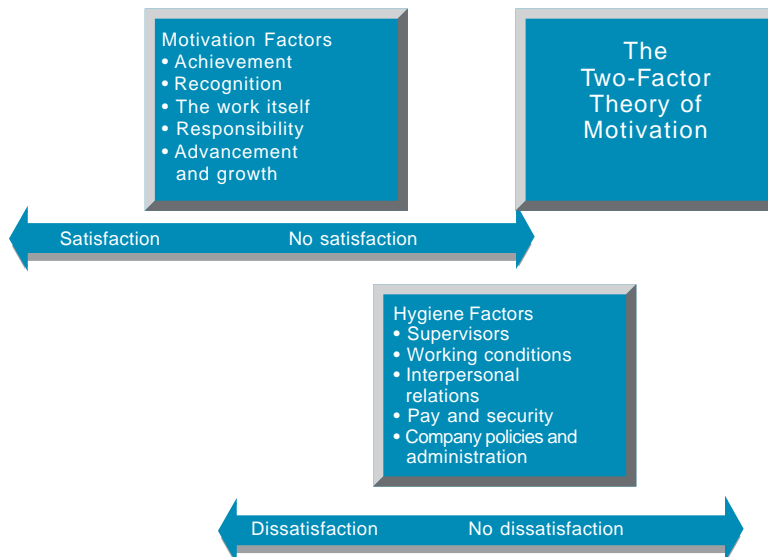 Motivation Factors
• Achievement
• Recognition
• The work itself
• Responsibility
• Advancement
and growth
The
Two-Factor
Theory of
Motivation
Satisfaction
No satisfaction
Hygiene Factors
• Supervisors
• Working conditions
• Interpersonal
relations
• Pay and security
• Company policies and
administration
Dissatisfaction
No dissatisfaction